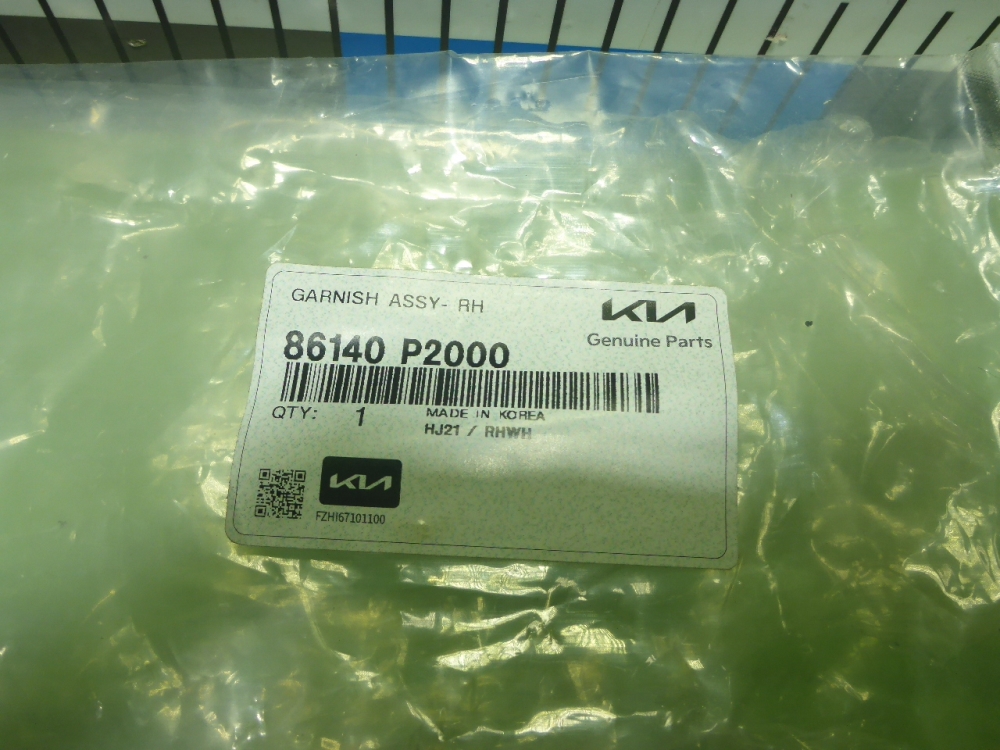 GARNISH ASSY- RH
KIA
Genuine Parts
86140 P2000
QTY: 1
MADE IN KOREA
HJ21 / RHWH
KIA
FZHI67101100